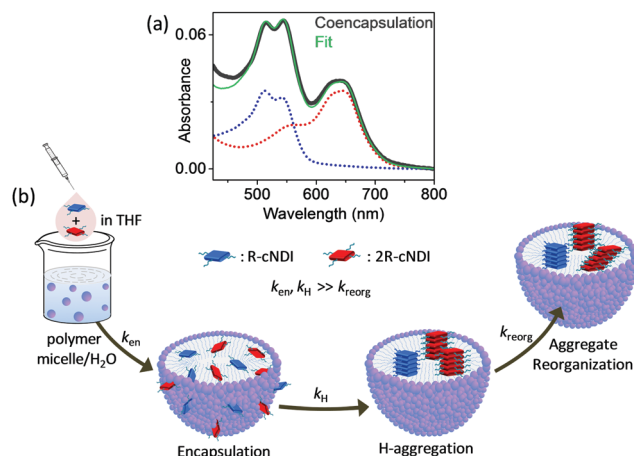 (a)
Coencapsulation
Fit
0.06
0.00
Absorbance
500 600 700 800
Wavelength (nm)
(b)
+ in THF
: R-cNDI : 2R-cNDI
k_en, k_H >> k_reorg
polymer
micelle/H₂O
k_en
Encapsulation
k_H
H-aggregation
k_reorg
Aggregate
Reorganization